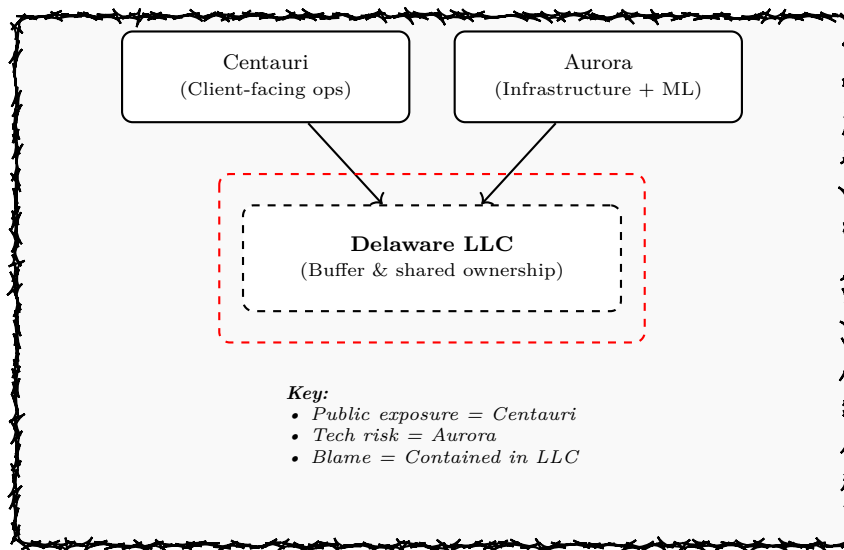 Centauri
(Client-facing ops)
Aurora
(Infrastructure + ML)
Delaware LLC
(Buffer & shared ownership)
Key:
• Public exposure = Centauri
• Tech risk = Aurora
• Blame = Contained in LLC